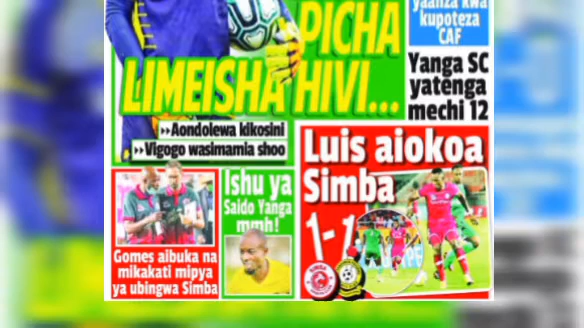 yaanza kwa
kupoteza
CAF
PICHA
LIMEISHA HIVI...
Yanga SC
yatenga
mechi 12
Aondolewa kikosini
Vigogo wasimamia shoo
Luis aiokoa
Simba
1-1
Ishu ya
Saido Yanga
mmh!
Gomes aibuka na
mikakati mipya
ya ubingwa Simba